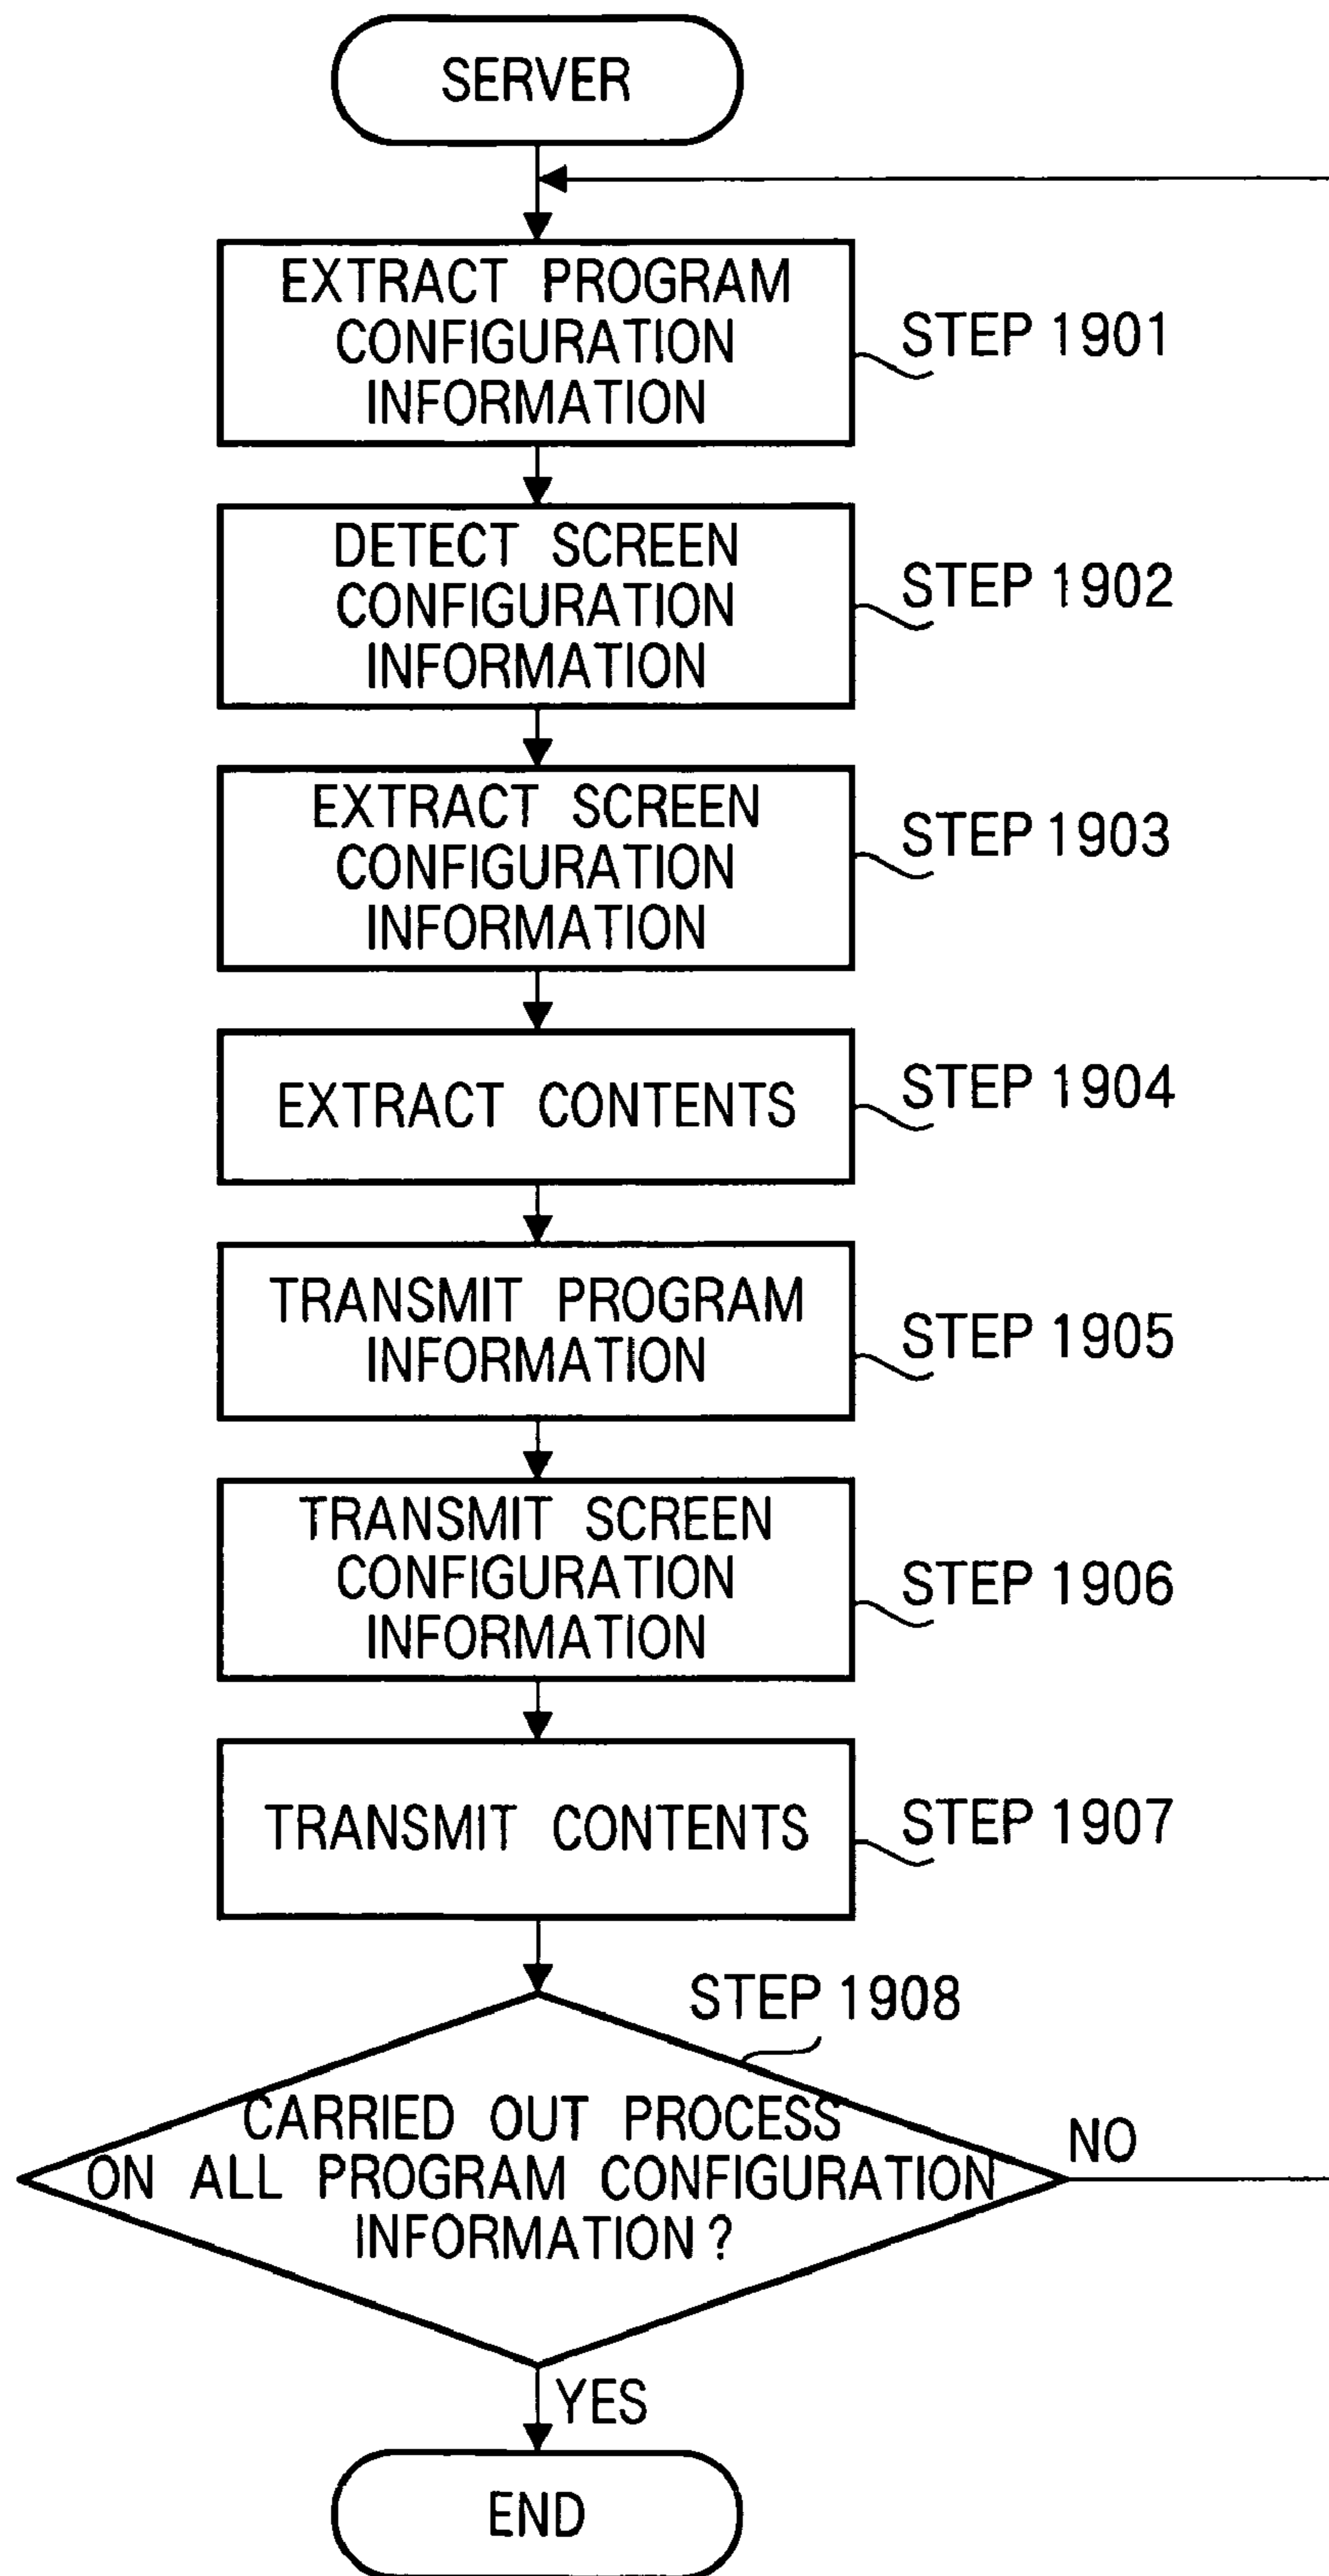 SERVER
EXTRACT PROGRAM
CONFIGURATION
INFORMATION
STEP 1901
DETECT SCREEN
CONFIGURATION
INFORMATION
STEP 1902
EXTRACT SCREEN
CONFIGURATION
INFORMATION
STEP 1903
EXTRACT CONTENTS
STEP 1904
TRANSMIT PROGRAM
INFORMATION
STEP 1905
TRANSMIT SCREEN
CONFIGURATION
INFORMATION
STEP 1906
TRANSMIT CONTENTS
STEP 1907
STEP 1908
CARRIED OUT PROCESS
ON ALL PROGRAM CONFIGURATION
INFORMATION?
NO
YES
END